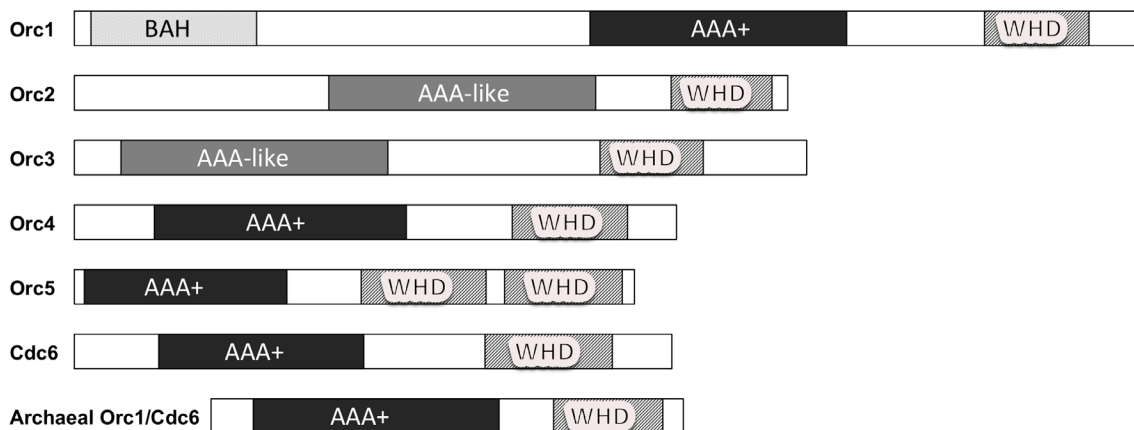 Orc1 BAH AAA+ WHD
Orc2 AAA-like WHD
Orc3 AAA-like WHD
Orc4 AAA+ WHD
Orc5 AAA+ WHD WHD
Cdc6 AAA+ WHD
Archaeal Orc1/Cdc6 AAA+ WHD